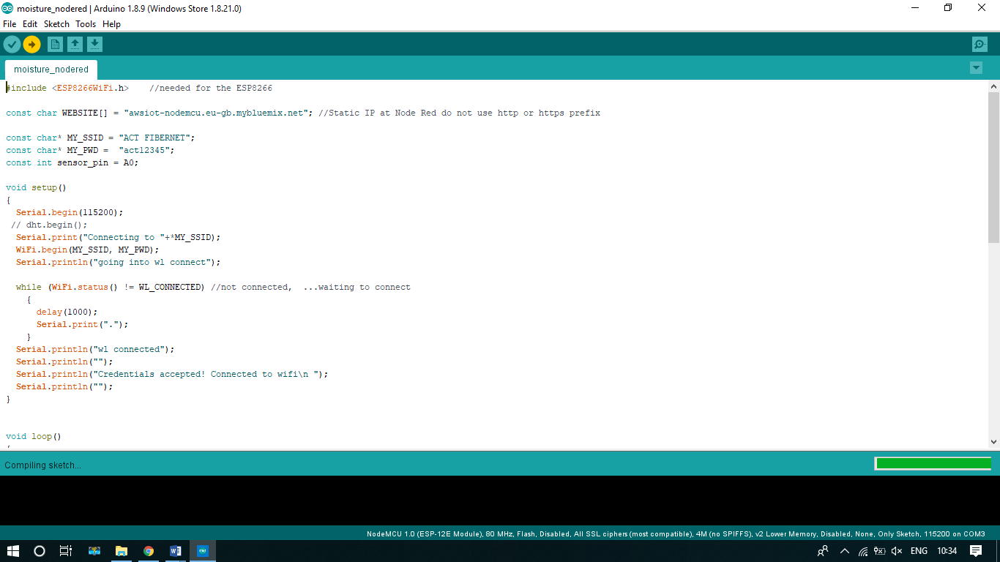 moisture_nodered | Arduino 1.8.9 (Windows Store 1.8.21.0)
File Edit Sketch Tools Help
moisture_nodered
#include <ESP8266WiFi.h>    //needed for the ESP8266
const char WEBSITE[] = "awsiot-nodemcu.eu-gb.mybluemix.net"; //Static IP at Node Red do not use http or https prefix
const char* MY_SSID = "ACT FIBERNET";
const char* MY_PWD =  "act12345";
const int sensor_pin = A0;
void setup()
{
  Serial.begin(115200);
 // dht.begin();
  Serial.print("Connecting to "+*MY_SSID);
  WiFi.begin(MY_SSID, MY_PWD);
  Serial.println("going into wl connect");
  while (WiFi.status() != WL_CONNECTED) //not connected,  ...waiting to connect
    {
      delay(1000);
      Serial.print(".");
    }
  Serial.println("wl connected");
  Serial.println("");
  Serial.println("Credentials accepted! Connected to wifi\n ");
  Serial.println("");
}
void loop()
Compiling sketch...
NodeMCU 1.0 (ESP-12E Module), 80 MHz, Flash, Disabled, All SSL ciphers (most compatible), 4M (no SPIFFS), v2 Lower Memory, Disabled, None, Only Sketch, 115200 on COM3
ENG 10:34